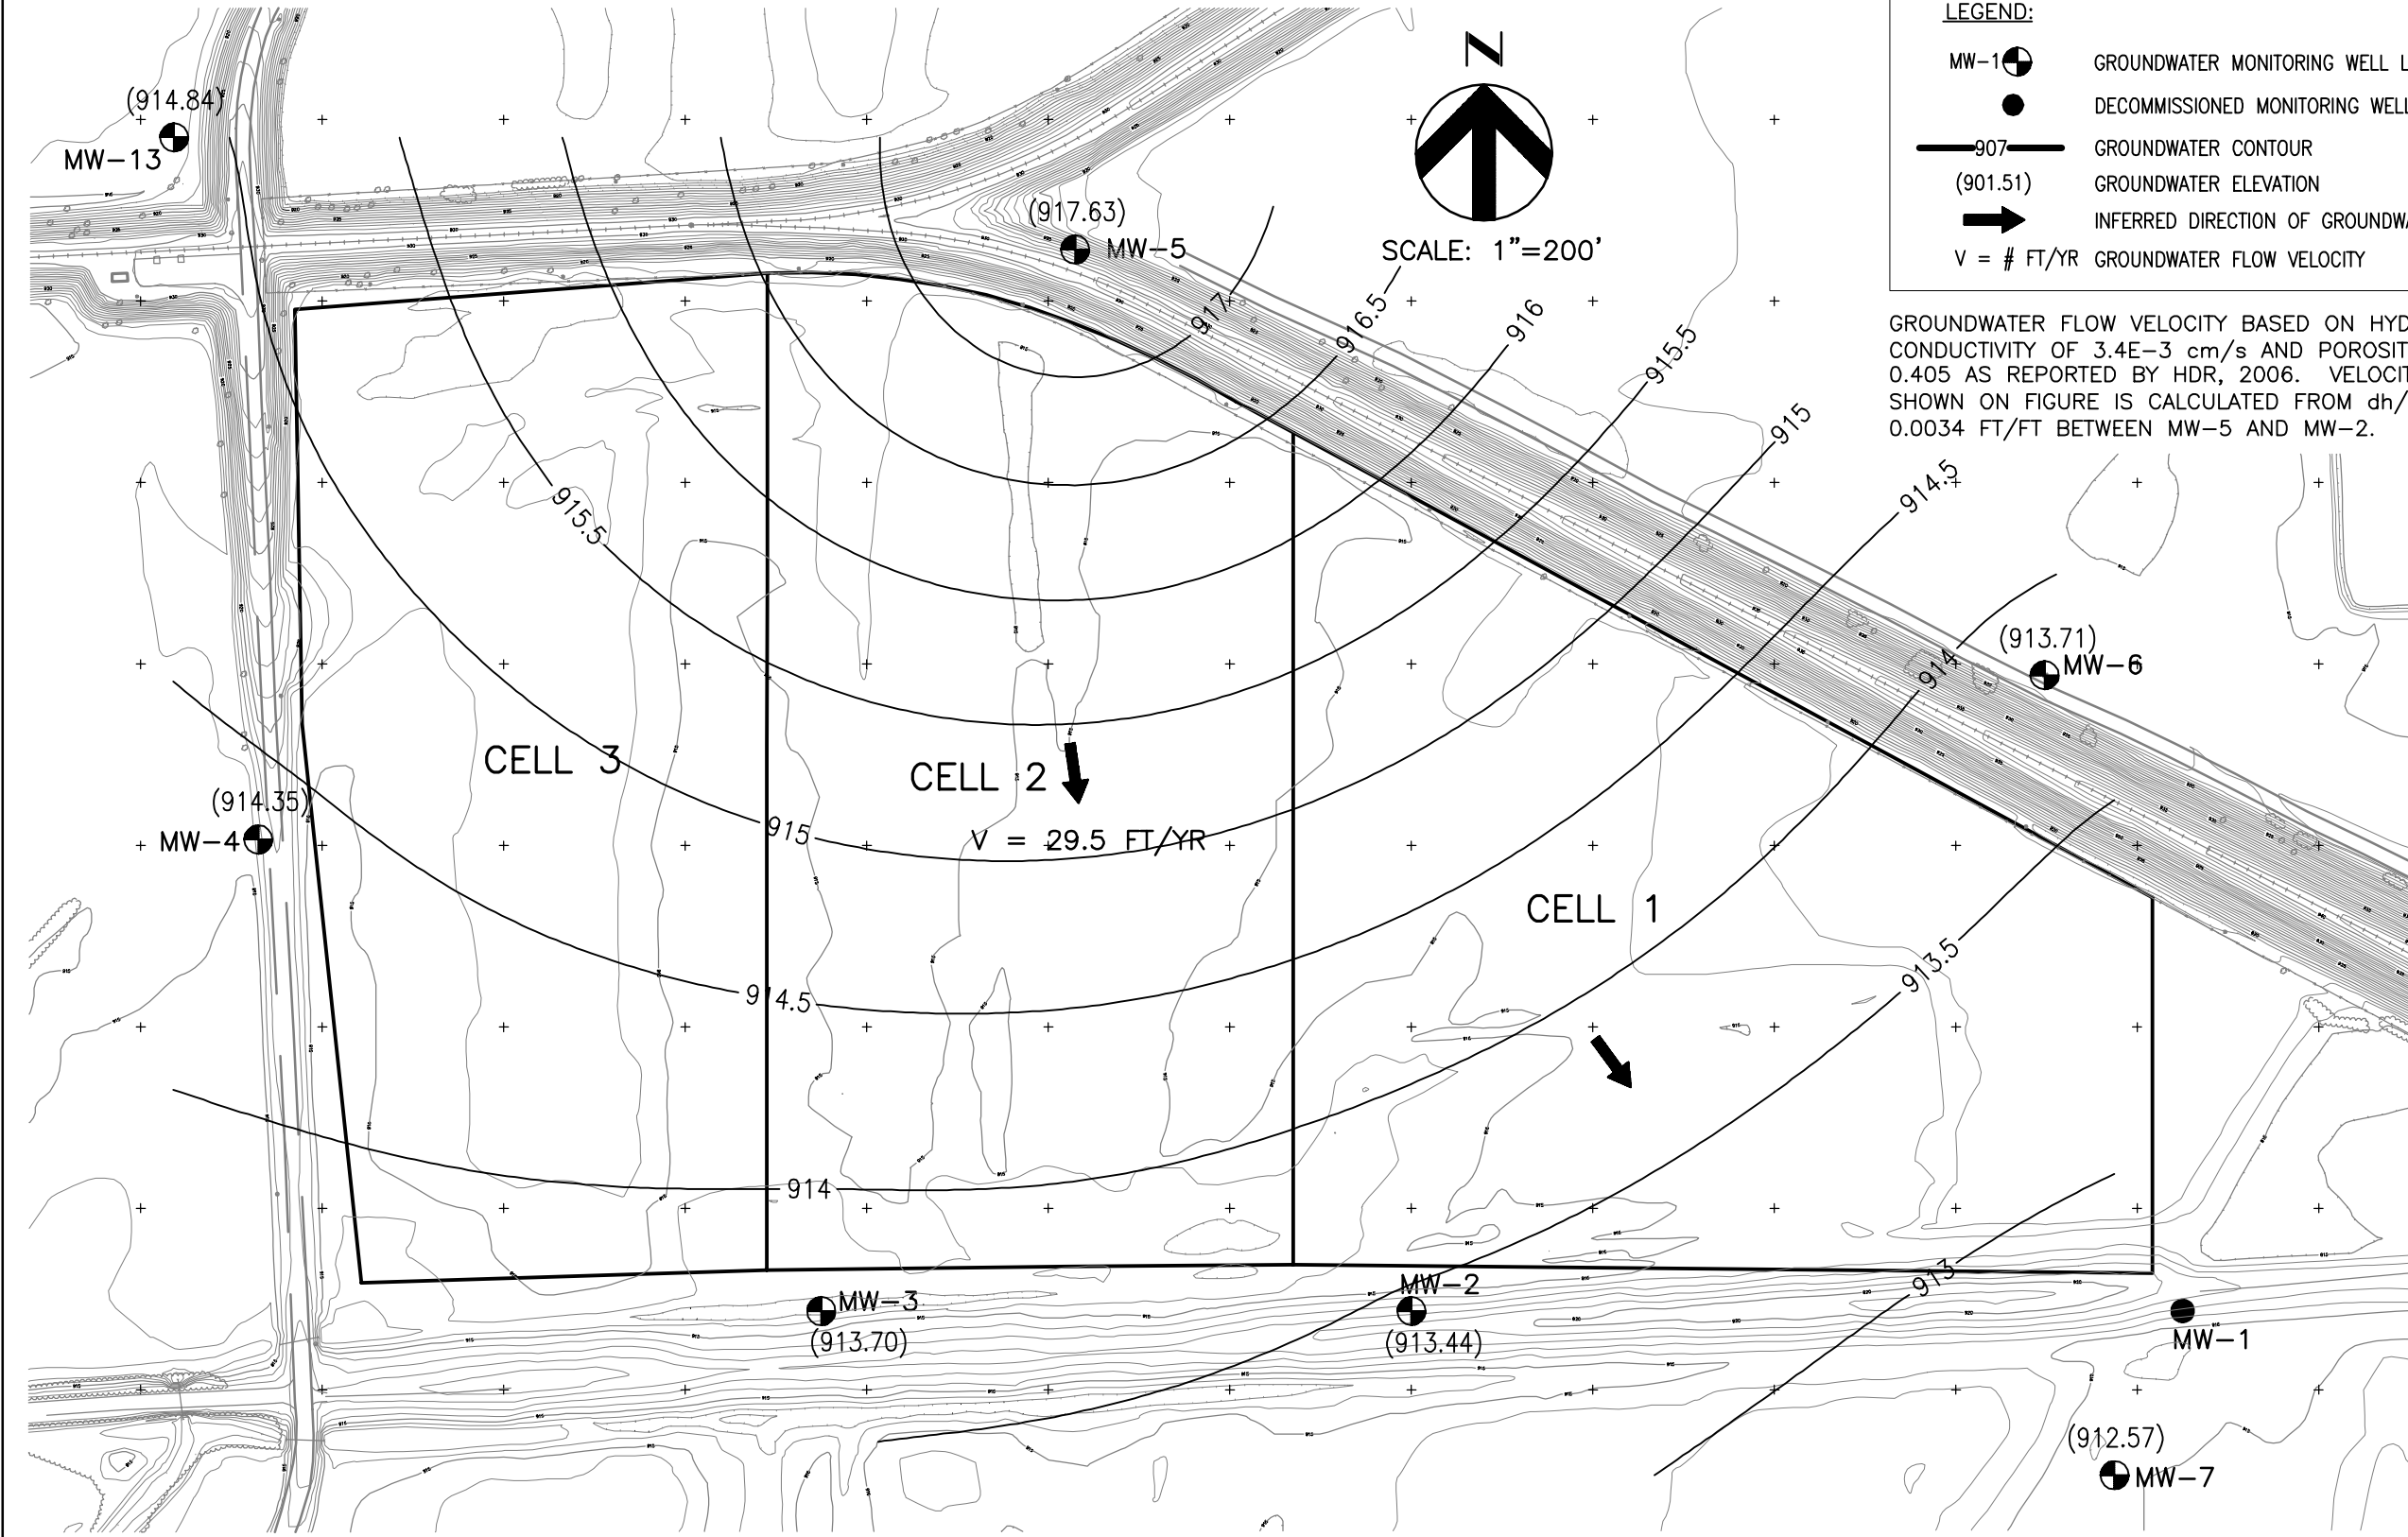 LEGEND:
MW-1 GROUNDWATER MONITORING WELL L
DECOMMISSIONED MONITORING WELL
907 GROUNDWATER CONTOUR
(901.51) GROUNDWATER ELEVATION
INFERRED DIRECTION OF GROUNDWA
V = # FT/YR GROUNDWATER FLOW VELOCITY
GROUNDWATER FLOW VELOCITY BASED ON HYD
CONDUCTIVITY OF 3.4E-3 cm/s AND POROSIT
0.405 AS REPORTED BY HDR, 2006. VELOCIT
SHOWN ON FIGURE IS CALCULATED FROM dh/
0.0034 FT/FT BETWEEN MW-5 AND MW-2.
N
SCALE: 1"=200'
(914.84)
MW-13
(917.63)
MW-5
917
916.5
916
915.5
915
914.5
914
913.5
913
(913.71)
MW-6
915.5
915
914.5
914
CELL 3
CELL 2
V = 29.5 FT/YR
CELL 1
(914.35)
MW-4
MW-3
(913.70)
MW-2
(913.44)
MW-1
(912.57)
MW-7